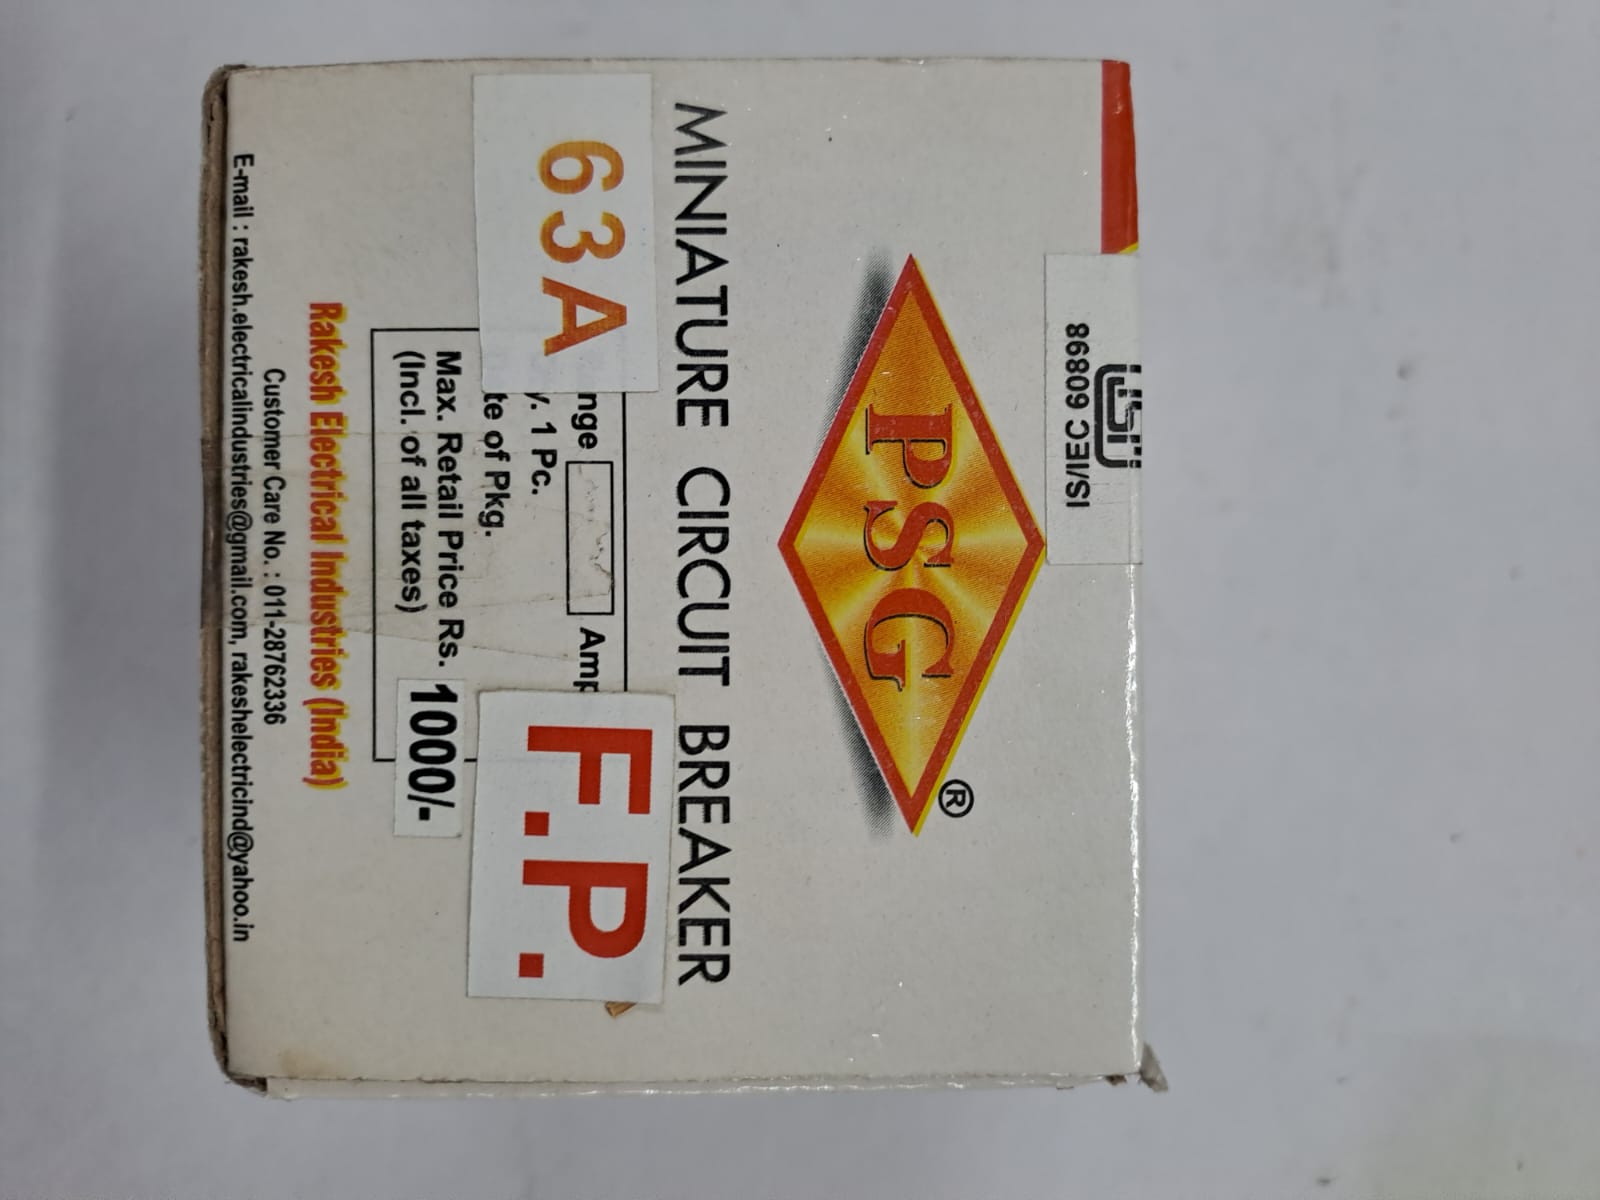 ISI
IS/IEC 60898
PSG
®
MINIATURE CIRCUIT BREAKER
63A
F.P.
nge Amp
y. 1 Pc.
te of Pkg.
Max. Retail Price Rs. 1000/-
(Incl. of all taxes)
Rakesh Electrical Industries (India)
Customer Care No. : 011-28762336
E-mail : rakesh.electricalindustries@gmail.com, rakeshelectricind@yahoo.in